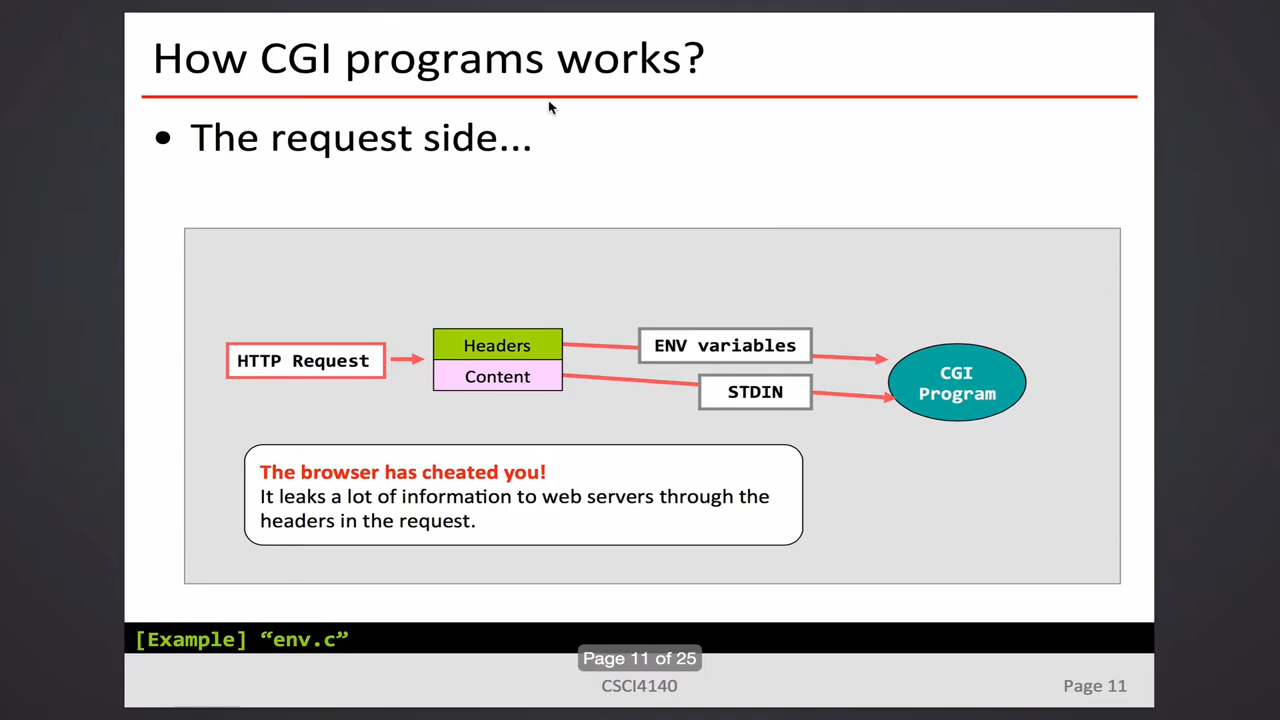 How CGI programs works?
• The request side...
HTTP Request
Headers
Content
ENV variables
STDIN
CGI
Program
The browser has cheated you!
It leaks a lot of information to web servers through the
headers in the request.
[Example] “env.c”
Page 11 of 25
CSCI4140
Page 11